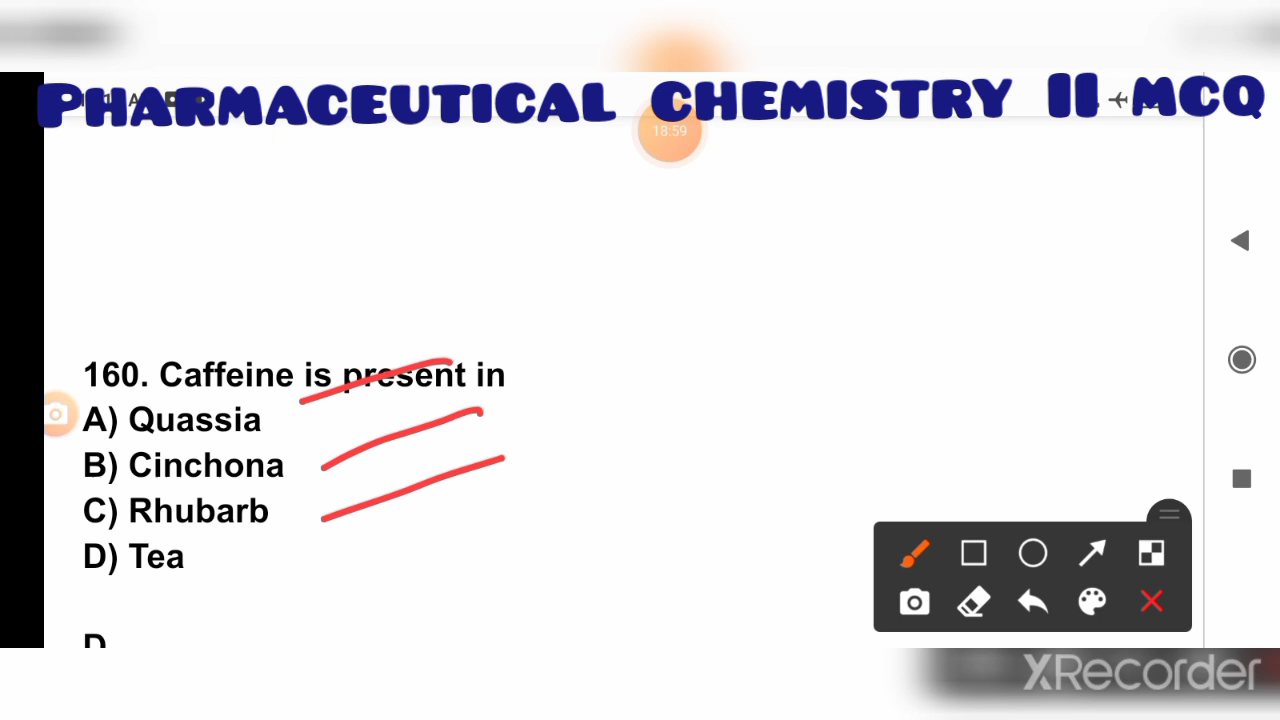 PHARMACEUTICAL CHEMISTRY II MCQ
18:59
160. Caffeine is present in
A) Quassia
B) Cinchona
C) Rhubarb
D) Tea
D
XRecorder